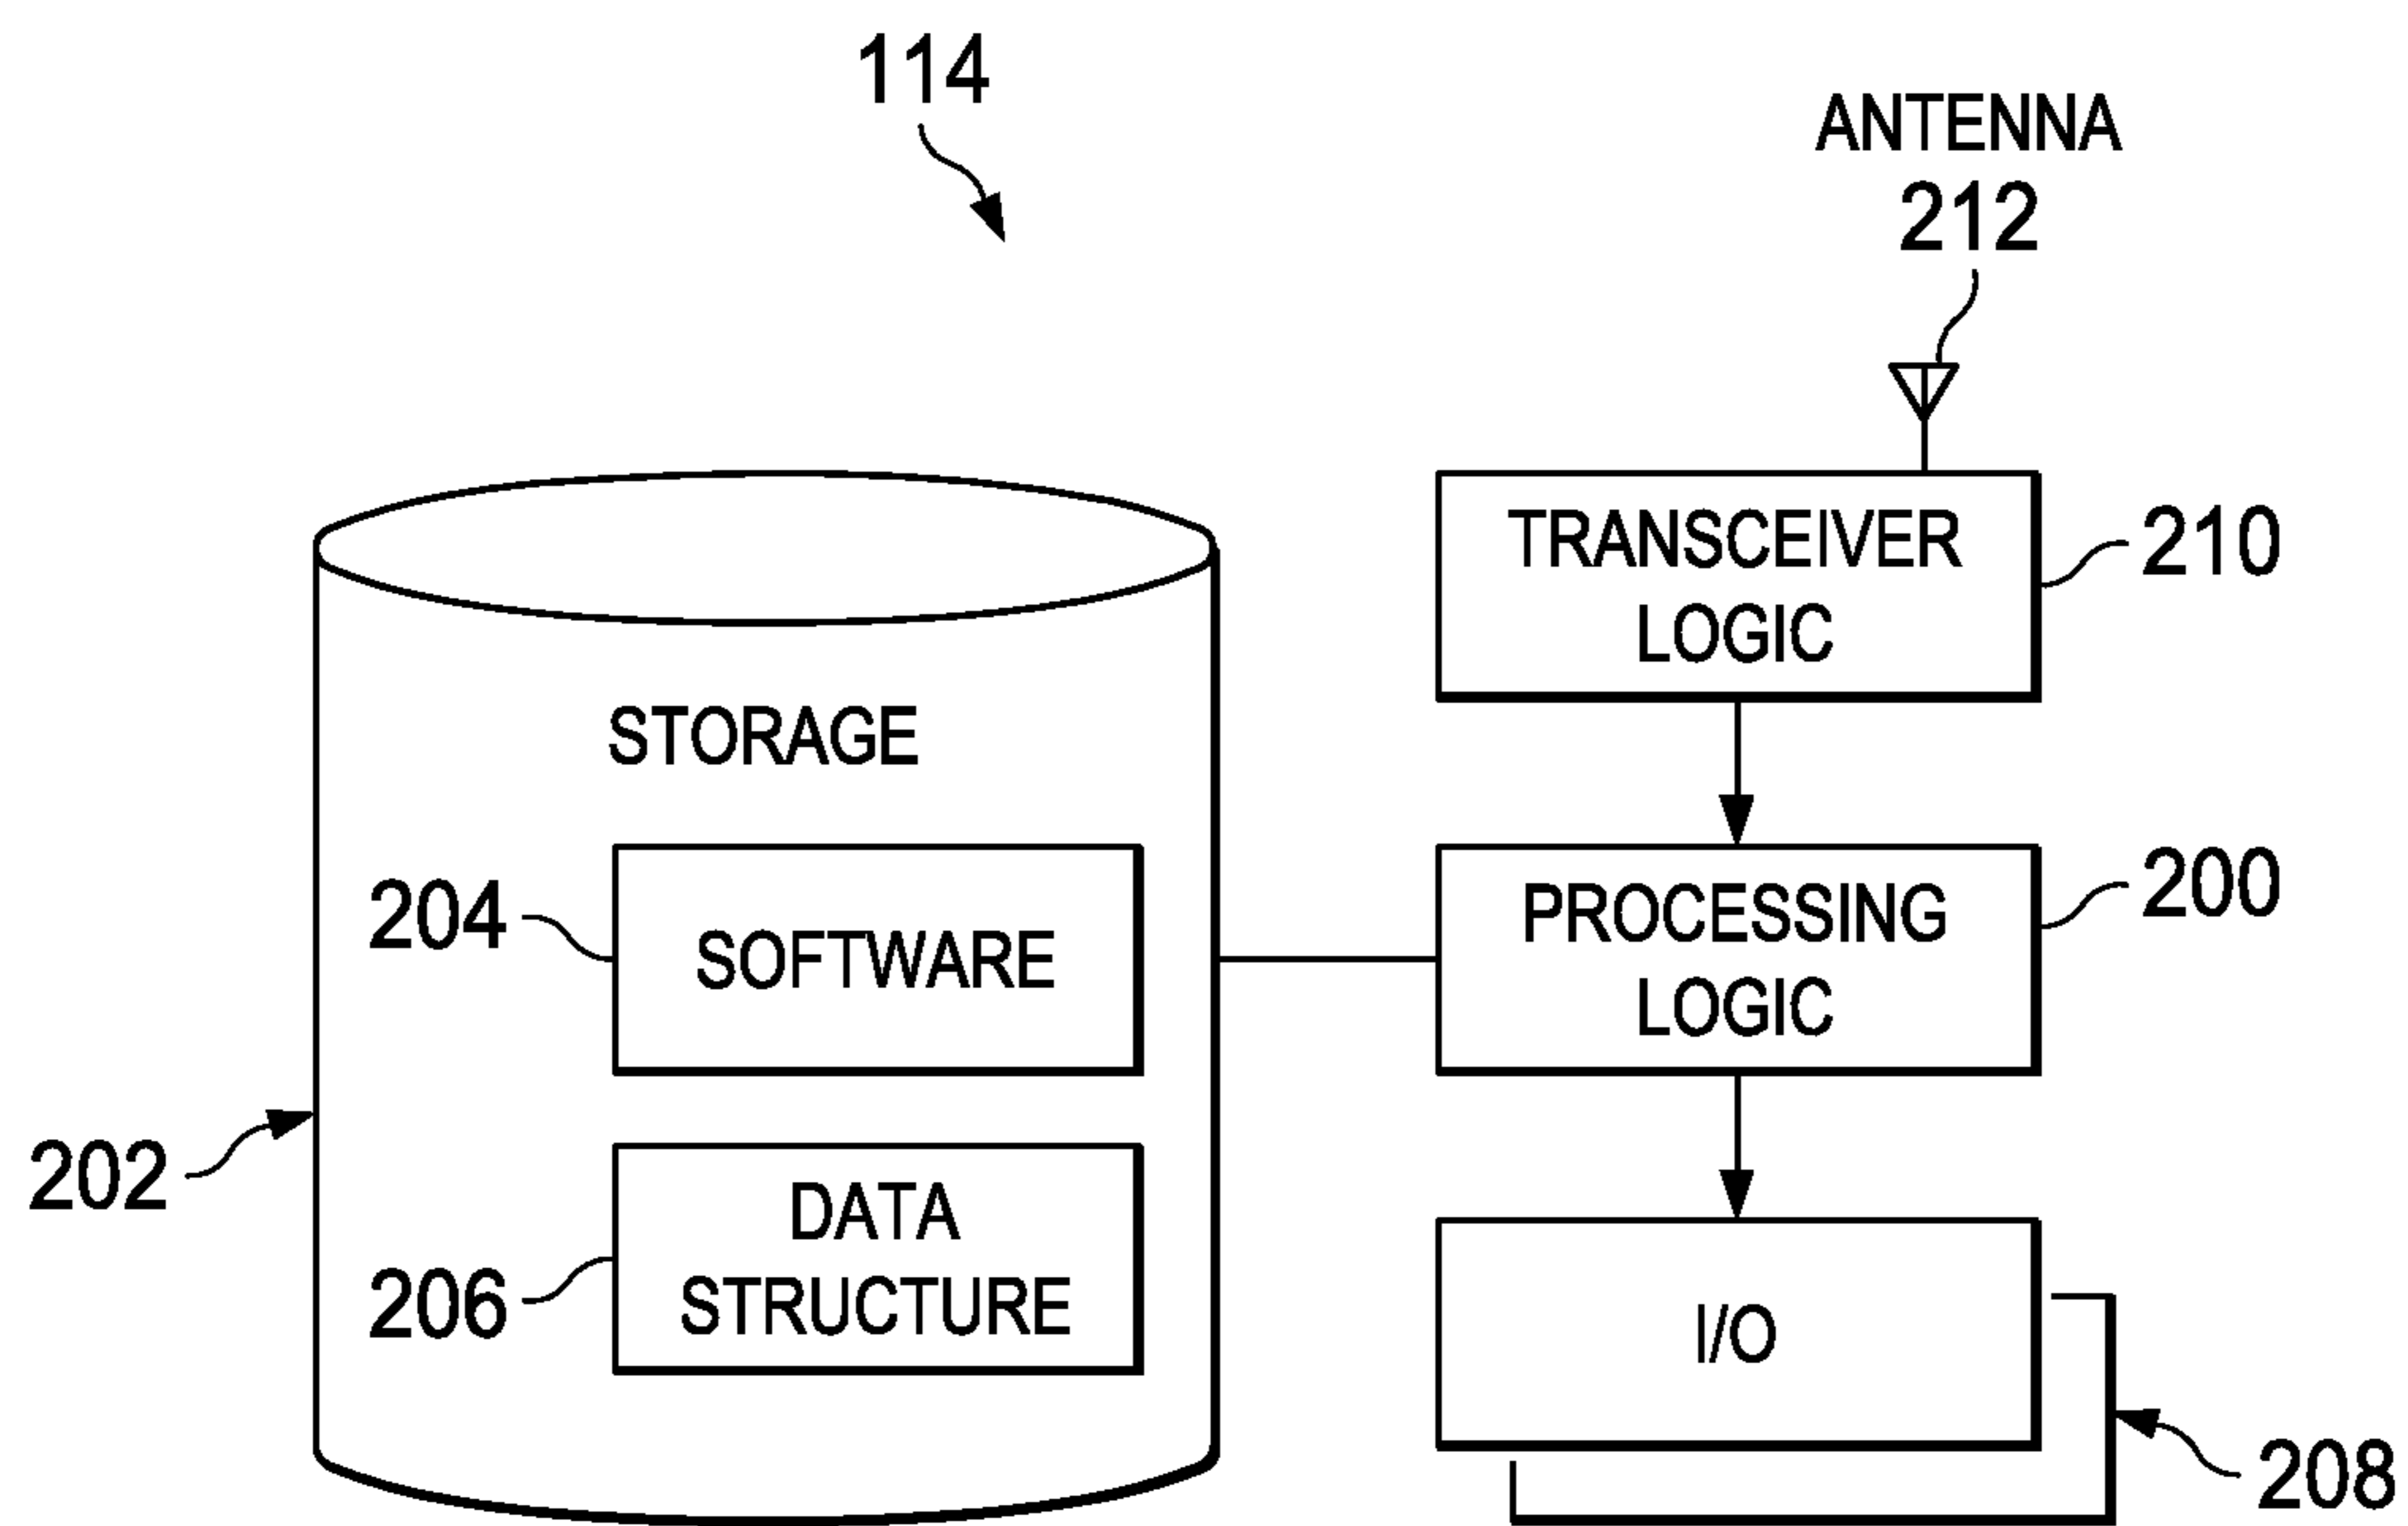 114
ANTENNA
212
TRANSCEIVER
LOGIC
210
STORAGE
204
SOFTWARE
PROCESSING
LOGIC
200
202
206
DATA
STRUCTURE
I/O
208